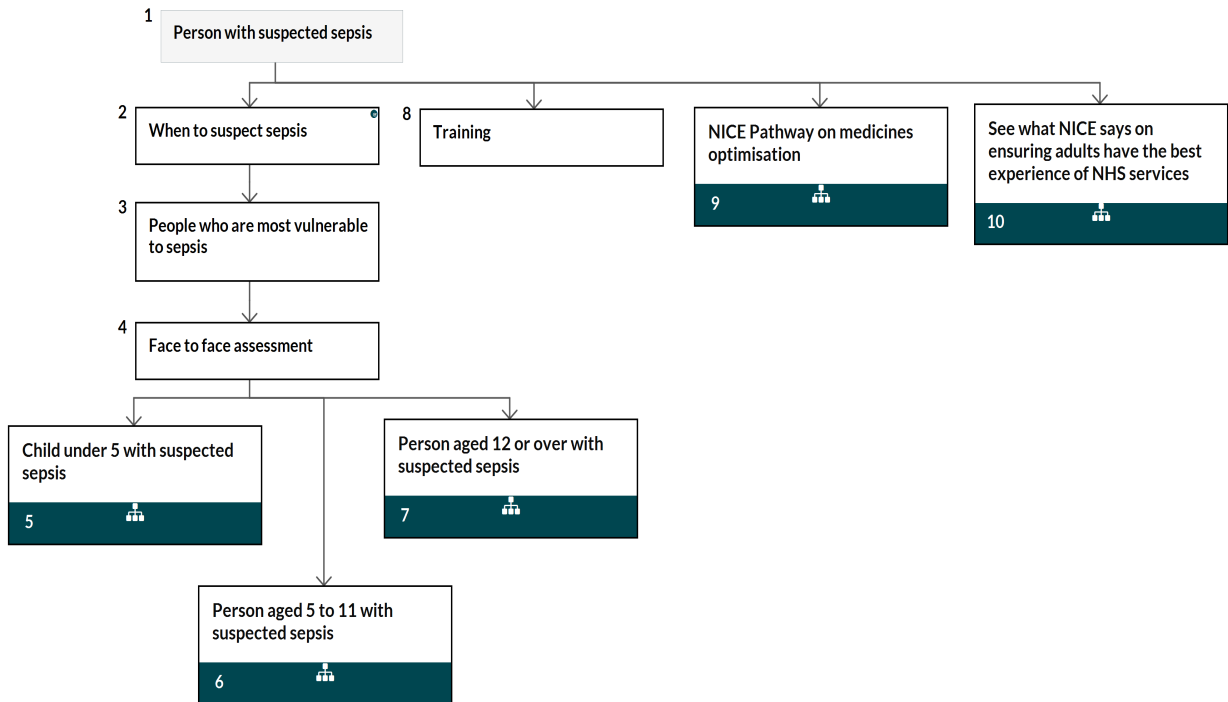 1
Person with suspected sepsis
2
When to suspect sepsis
8
Training
NICE Pathway on medicines
optimisation
9
See what NICE says on
ensuring adults have the best
experience of NHS services
10
3
People who are most vulnerable
to sepsis
4
Face to face assessment
Child under 5 with suspected
sepsis
5
Person aged 12 or over with
suspected sepsis
7
Person aged 5 to 11 with
suspected sepsis
6